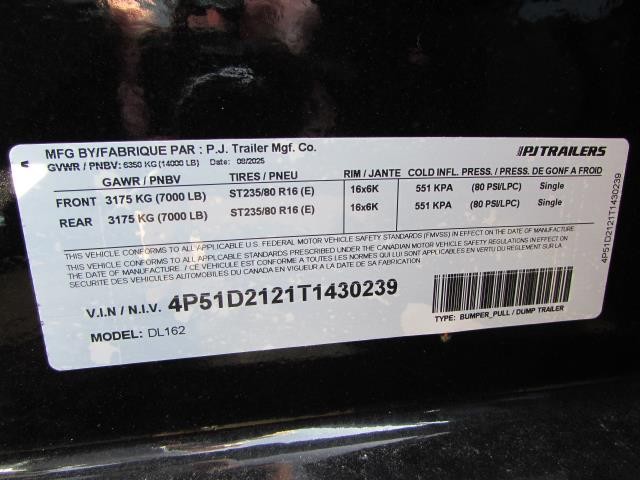 MFG BY/FABRIQUE PAR : P.J. Trailer Mfg. Co.
GVWR / PNBV: 6350 KG (14000 LB) Date: 08/2025
PJTRAILERS
GAWR / PNBV TIRES / PNEU RIM / JANTE COLD INFL. PRESS. / PRESS. DE GONF A FROID
FRONT 3175 KG (7000 LB) ST235/80 R16 (E) 16x6K 551 KPA (80 PSI/LPC) Single
REAR 3175 KG (7000 LB) ST235/80 R16 (E) 16x6K 551 KPA (80 PSI/LPC) Single
THIS VEHICLE CONFORMS TO ALL APPLICABLE U.S. FEDERAL MOTOR VEHICLE SAFETY STANDARDS (FMVSS) IN EFFECT ON THE DATE OF MANUFACTURE
THIS VEHICLE CONFORMS TO ALL APPLICABLE STANDARDS PRESCRIBED UNDER THE CANADIAN MOTOR VEHICLE SAFETY REGULATIONS IN EFFECT ON
THE DATE OF MANUFACTURE. / CE VÉHICULE EST CONFORME A TOUTES LES NORMES QUI LUI SONT APPLICABLES EN VERTU DU REGLEMENT SUR LA SECURITE DES VEHICULES
AUTOMOBILES DU CANADA EN VIGUEUR A LA DATE DE SA FABRICATION
V.I.N / N.I.V. 4P51D2121T1430239
MODEL: DL162
TYPE: BUMPER_PULL / DUMP TRAILER
4P51D2121T1430239